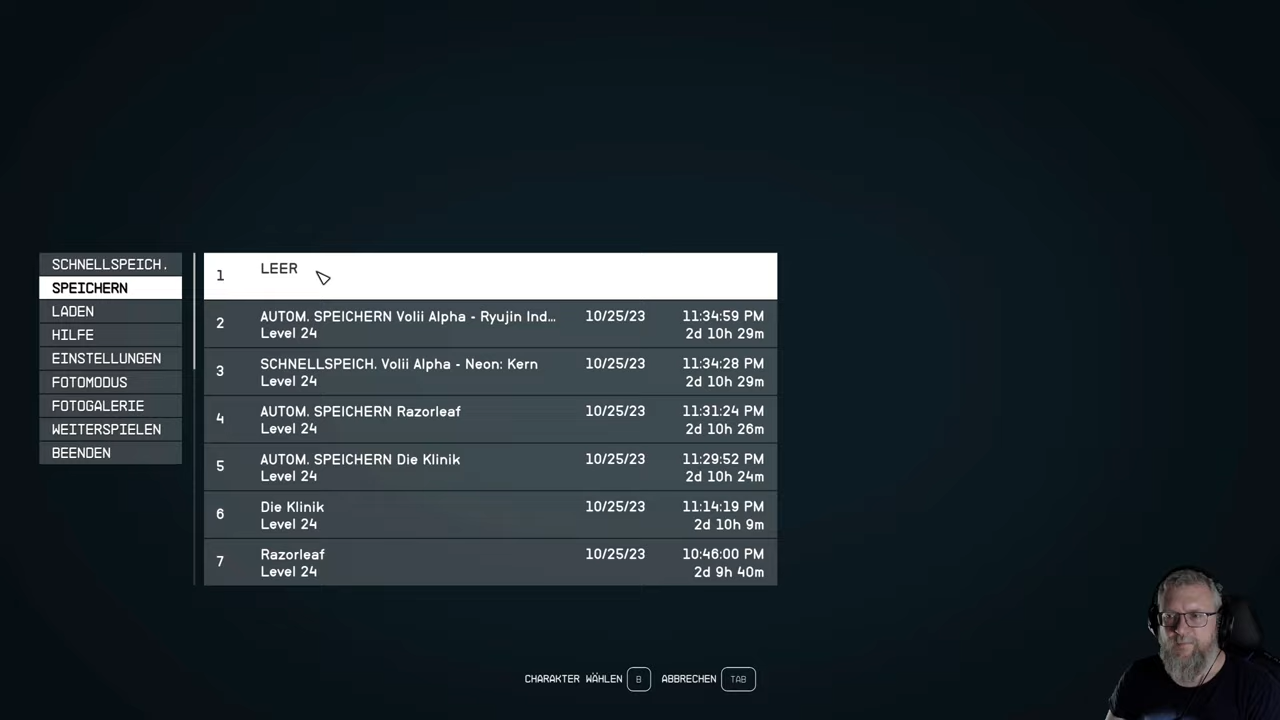 SCHNELLSPEICH.
SPEICHERN
LADEN
HILFE
EINSTELLUNGEN
FOTOMODUS
FOTOGALERIE
WEITERSPIELEN
BEENDEN
1 LEER
2 AUTOM. SPEICHERN Volii Alpha - Ryujin Ind... 10/25/23 11:34:59 PM
Level 24 2d 10h 29m
3 SCHNELLSPEICH. Volii Alpha - Neon: Kern 10/25/23 11:34:28 PM
Level 24 2d 10h 29m
4 AUTOM. SPEICHERN Razorleaf 10/25/23 11:31:24 PM
Level 24 2d 10h 26m
5 AUTOM. SPEICHERN Die Klinik 10/25/23 11:29:52 PM
Level 24 2d 10h 24m
6 Die Klinik 10/25/23 11:14:19 PM
Level 24 2d 10h 9m
7 Razorleaf 10/25/23 10:46:00 PM
Level 24 2d 9h 40m
CHARAKTER WÄHLEN B ABBRECHEN TAB